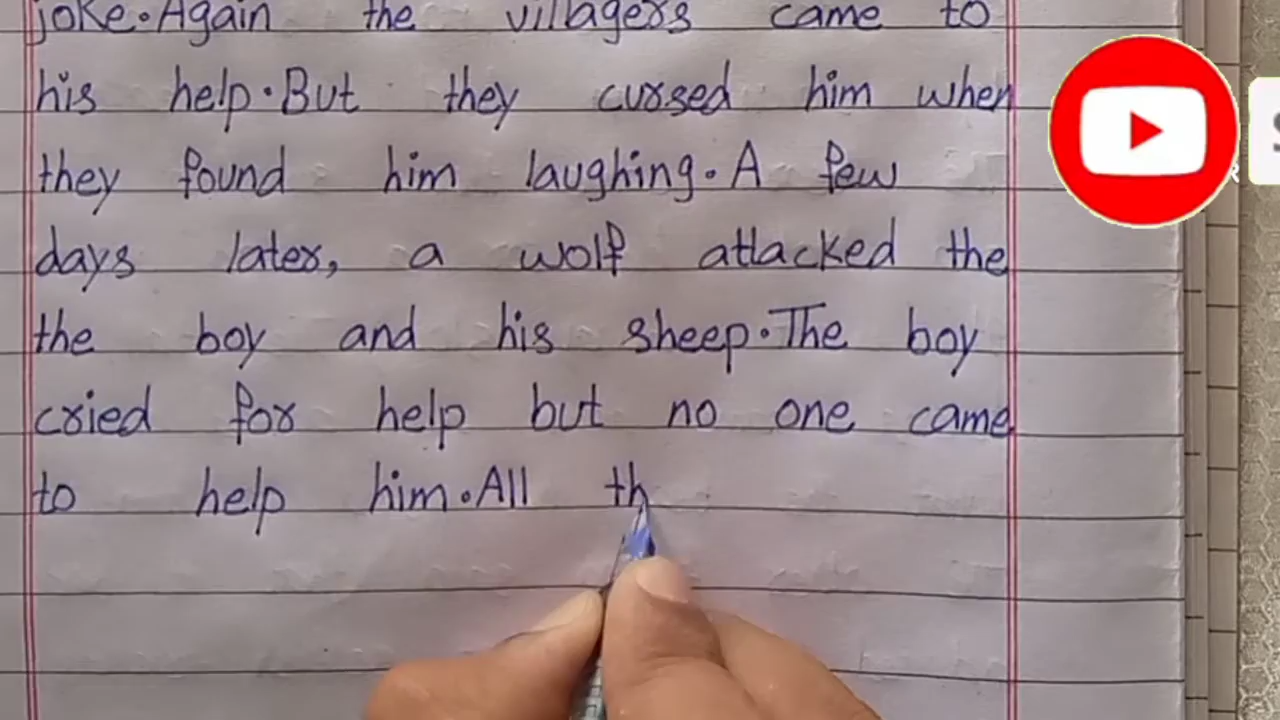 joke. Again the villagers came to
his help. But they cursed him when
they found him laughing. A few
days later, a wolf attacked the
the boy and his sheep. The boy
cried for help but no one came
to help him. All th